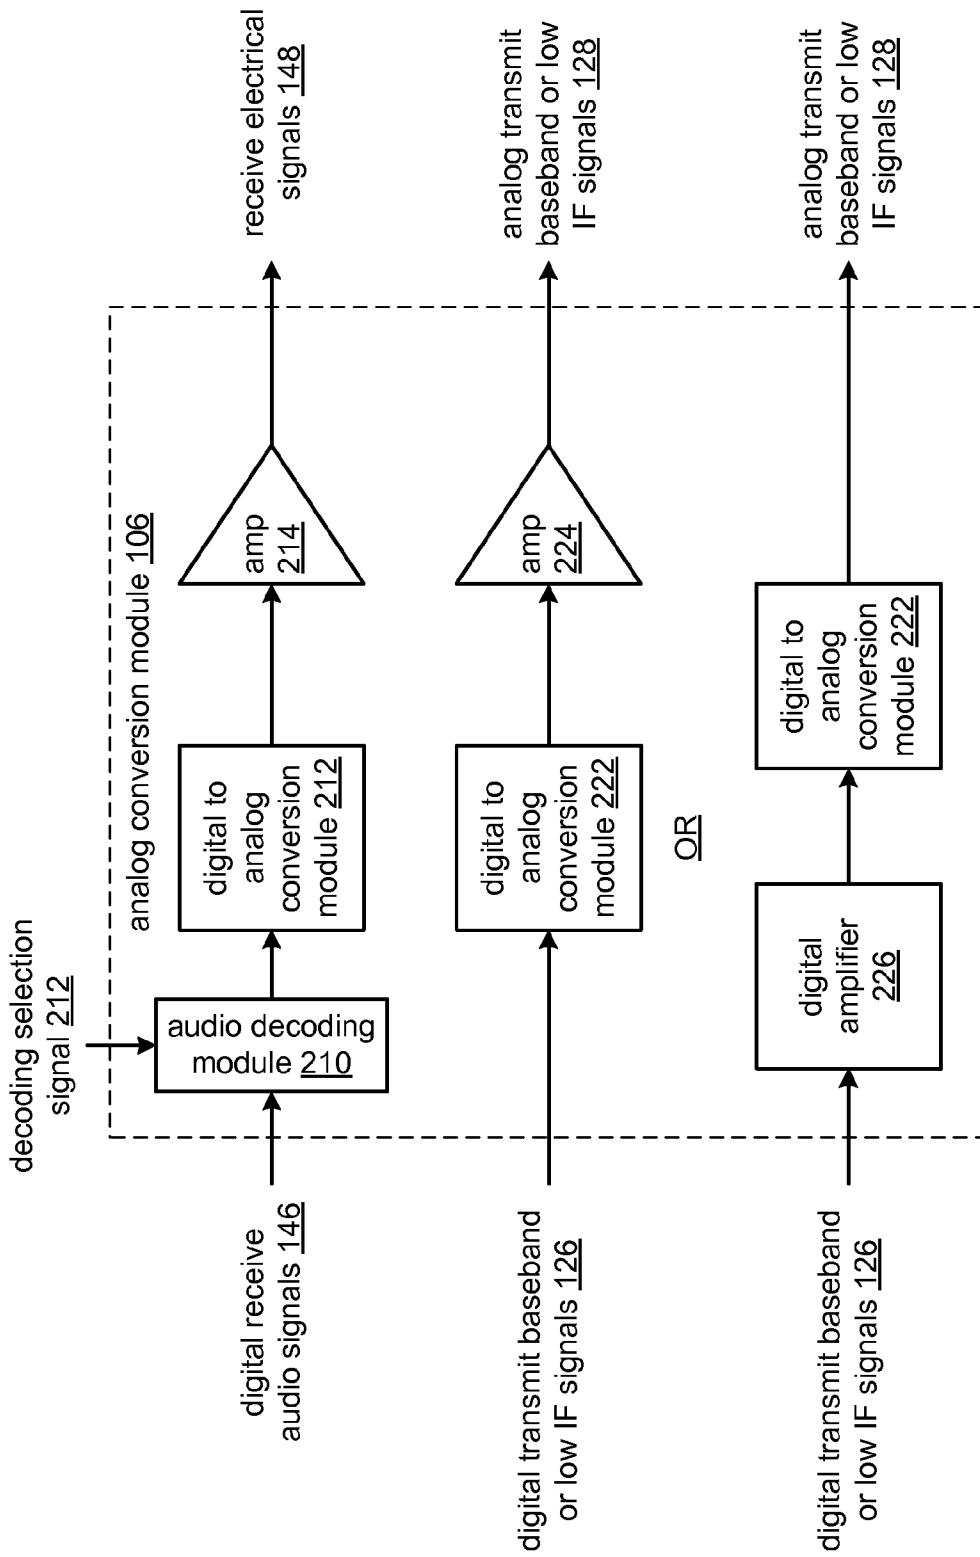 decoding selection
signal 212
analog conversion module 106
digital receive
audio signals 146
audio decoding
module 210
digital to
analog
conversion
module 212
amp
214
receive electrical
signals 148
digital transmit baseband
or low IF signals 126
digital to
analog
conversion
module 222
amp
224
analog transmit
baseband or low
IF signals 128
OR
digital transmit baseband
or low IF signals 126
digital
amplifier
226
digital to
analog
conversion
module 222
analog transmit
baseband or low
IF signals 128